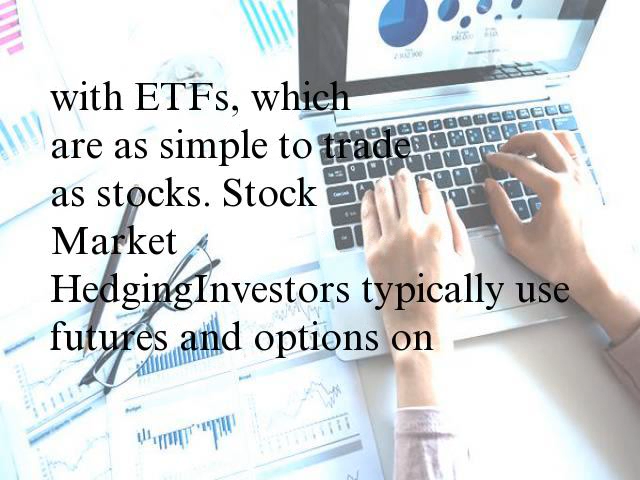 with ETFs, which
are as simple to trade
as stocks. Stock
Market
HedgingInvestors typically use
futures and options on